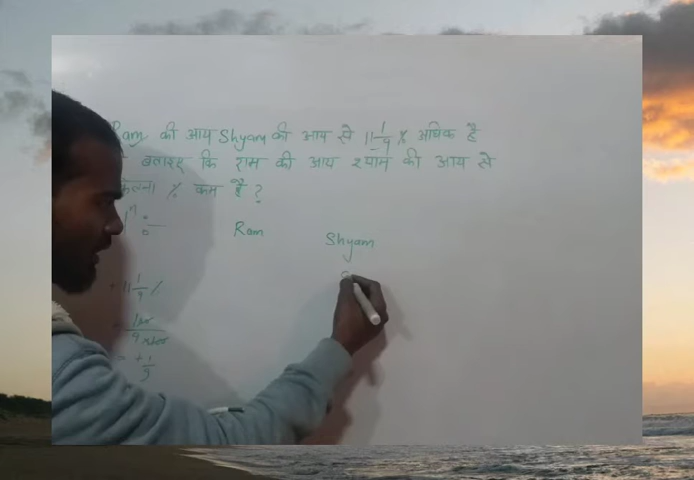 Ram की आय Shyam की आय से 11 1/9 % अधिक है
बताइए कि राम की आय श्याम की आय से
कितना % कम है ?
Ram Shyam
+ 11 1/9 %
= 100/9×100
= + 1/9
9